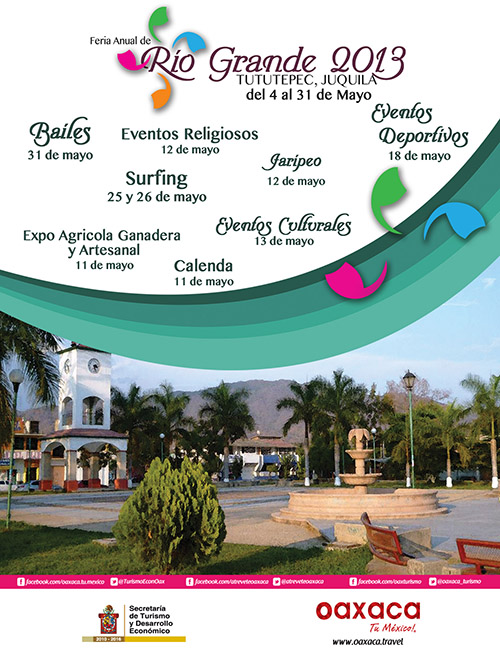 Feria Anual de
Río Grande 2013
TUTUTEPEC, JUQUILA
del 4 al 31 de Mayo
Bailes
31 de mayo
Eventos Religiosos
12 de mayo
Eventos
Deportivos
18 de mayo
Jaripeo
12 de mayo
Surfing
25 y 26 de mayo
Eventos Culturales
13 de mayo
Expo Agricola Ganadera
y Artesanal
11 de mayo
Calenda
11 de mayo
facebook.com/oaxaca.tu.mexico @TurismoEconOax facebook.com/atreveteaoaxaca @atreveteaoaxaca facebook.com/oaxturismo @oaxaca_turismo
Secretaría
de Turismo
y Desarrollo
Económico
2010 - 2016
oaxaca
Tu México!
www.oaxaca.travel